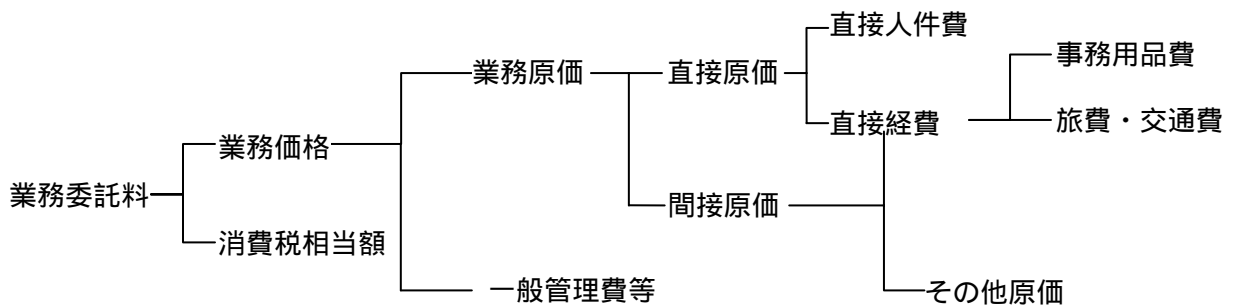 直接人件費
事務用品費
業務原価
直接原価
直接経費
旅費・交通費
業務価格
業務委託料
間接原価
消費税相当額
一般管理費等
その他原価